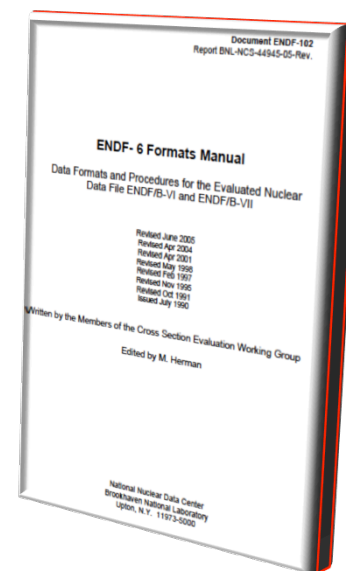 Document ENDF-102
Report BNL-NCS-44945-05-Rev.
ENDF- 6 Formats Manual
Data Formats and Procedures for the Evaluated Nuclear
Data File ENDF/B-VI and ENDF/B-VII
Revised June 2005
Revised Apr 2004
Revised Apr 2001
Revised May 1998
Revised Feb 1997
Revised Nov 1995
Revised Oct 1991
Issued July 1990
Written by the Members of the Cross Section Evaluation Working Group
Edited by M. Herman
National Nuclear Data Center
Brookhaven National Laboratory
Upton, N.Y. 11973-5000